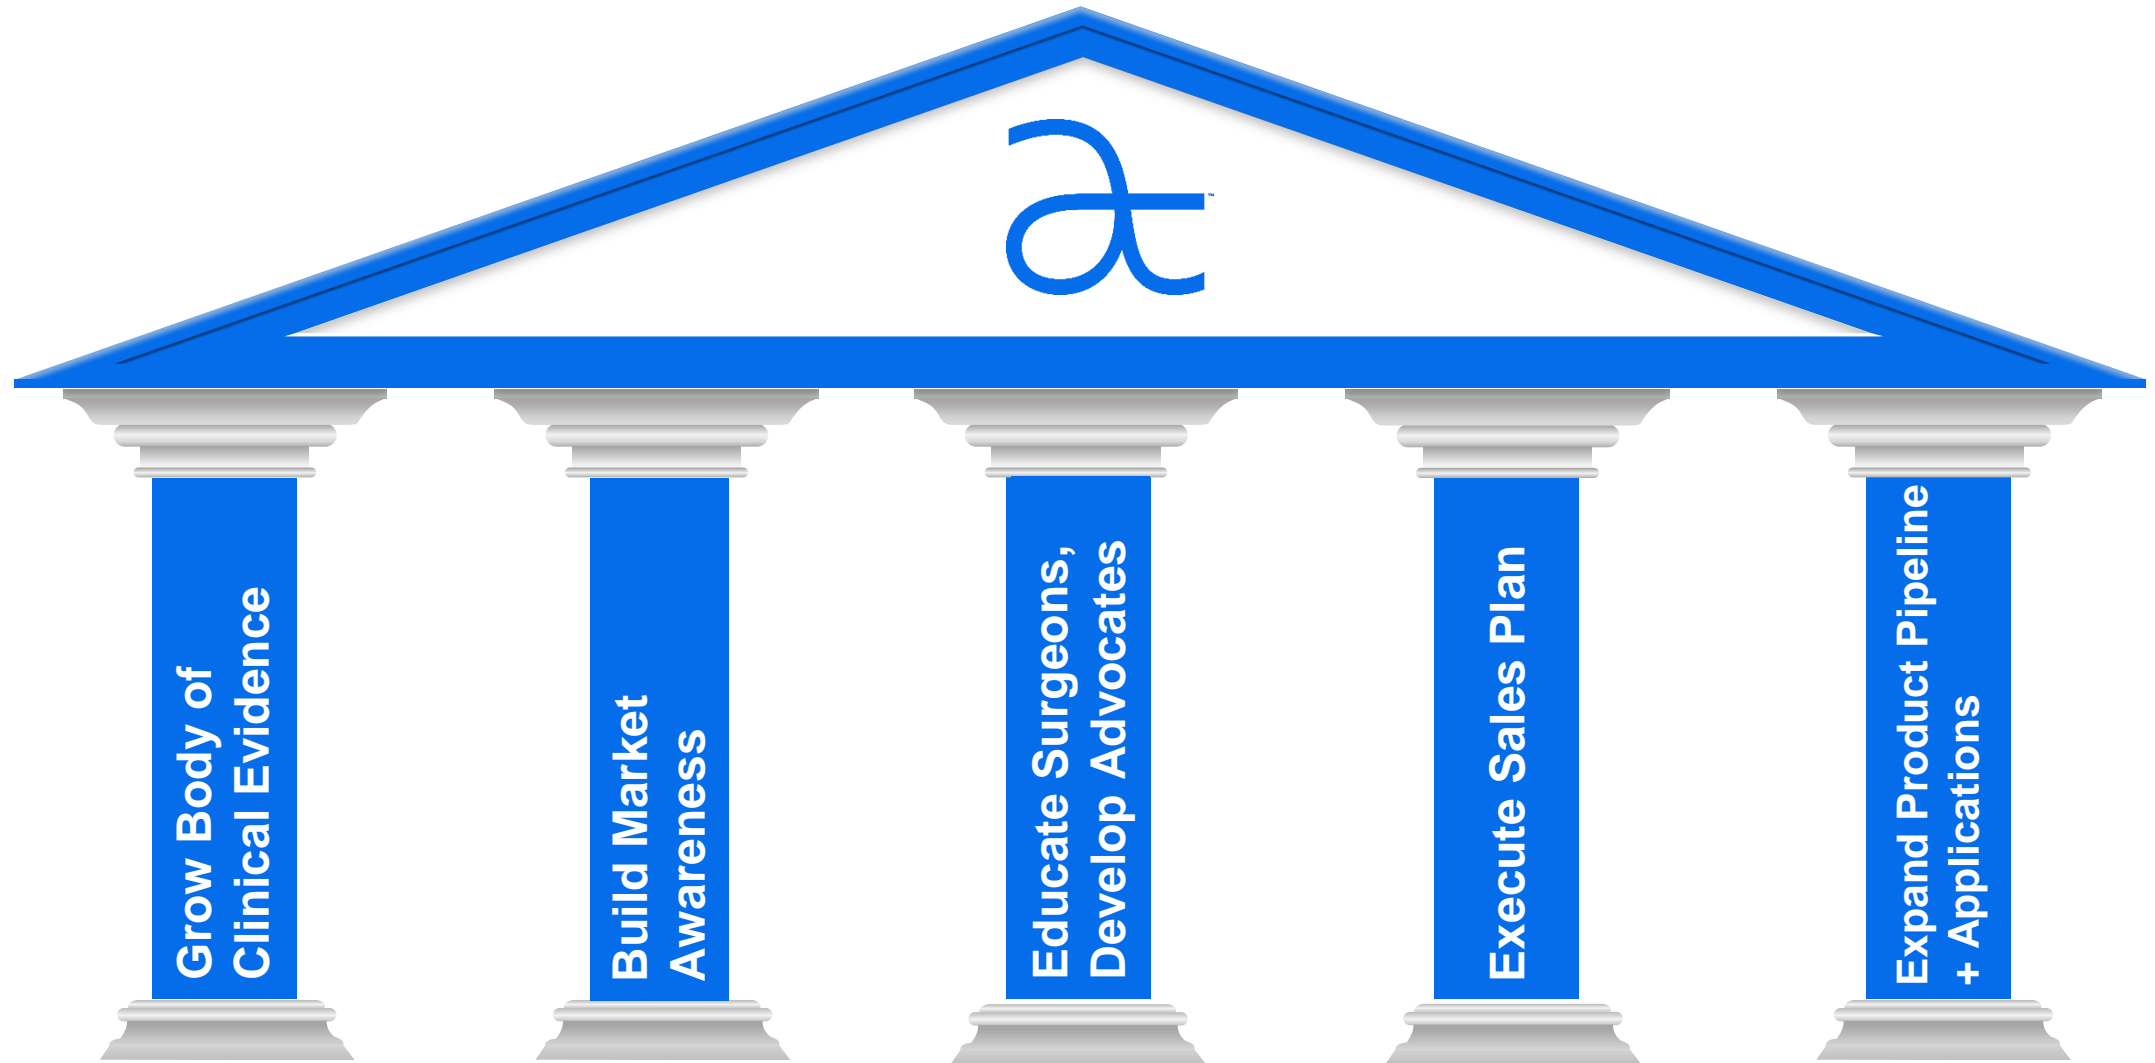 Grow Body of
Clinical Evidence
Build Market
Awareness
Educate Surgeons,
Develop Advocates
Execute Sales Plan
Expand Product Pipeline
+ Applications